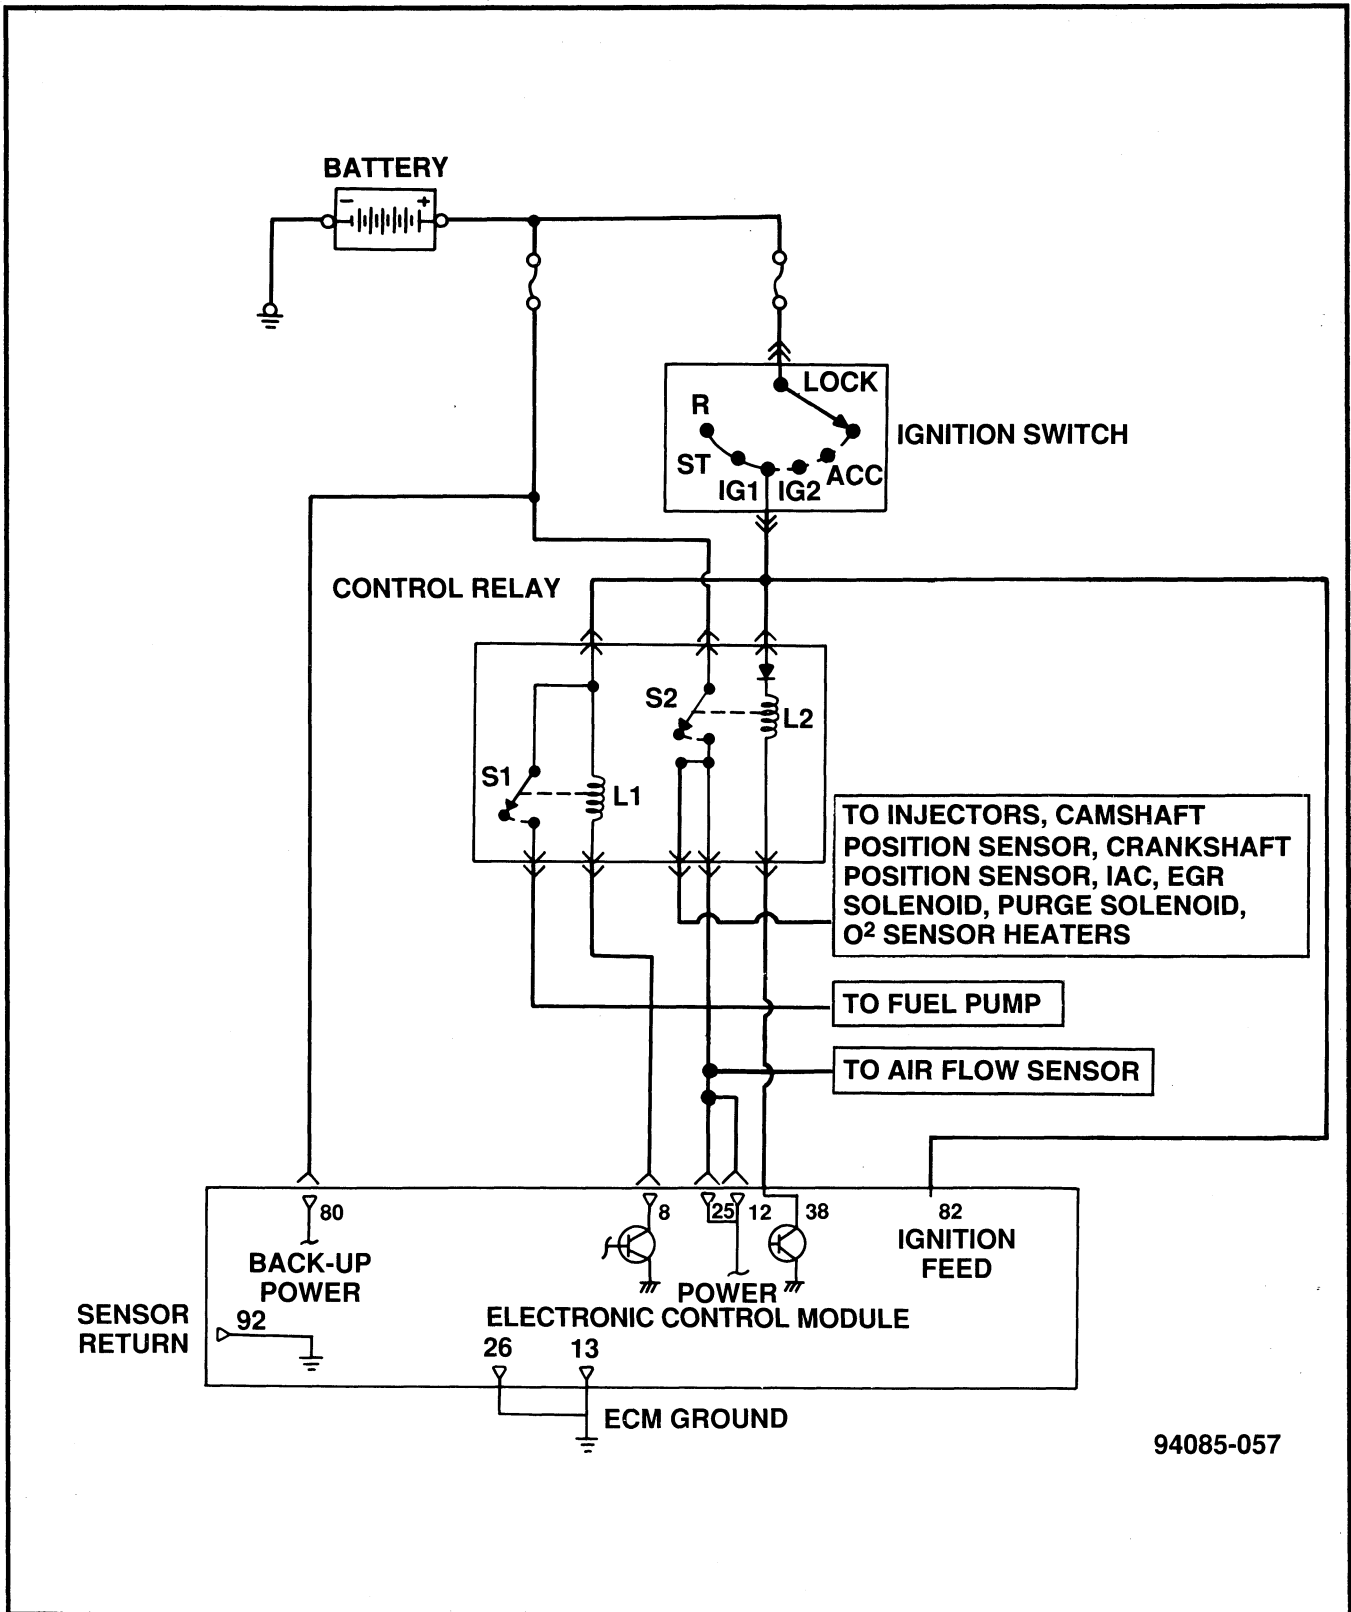 BATTERY
- +
LOCK
R
IGNITION SWITCH
ST
ACC
IG1 IG2
CONTROL RELAY
S2
L2
S1
L1
TO INJECTORS, CAMSHAFT
POSITION SENSOR, CRANKSHAFT
POSITION SENSOR, IAC, EGR
SOLENOID, PURGE SOLENOID,
O² SENSOR HEATERS
TO FUEL PUMP
TO AIR FLOW SENSOR
80
8
25
12
38
82
BACK-UP
POWER
IGNITION
FEED
POWER
ELECTRONIC CONTROL MODULE
SENSOR
RETURN
92
26
13
ECM GROUND
94085-057